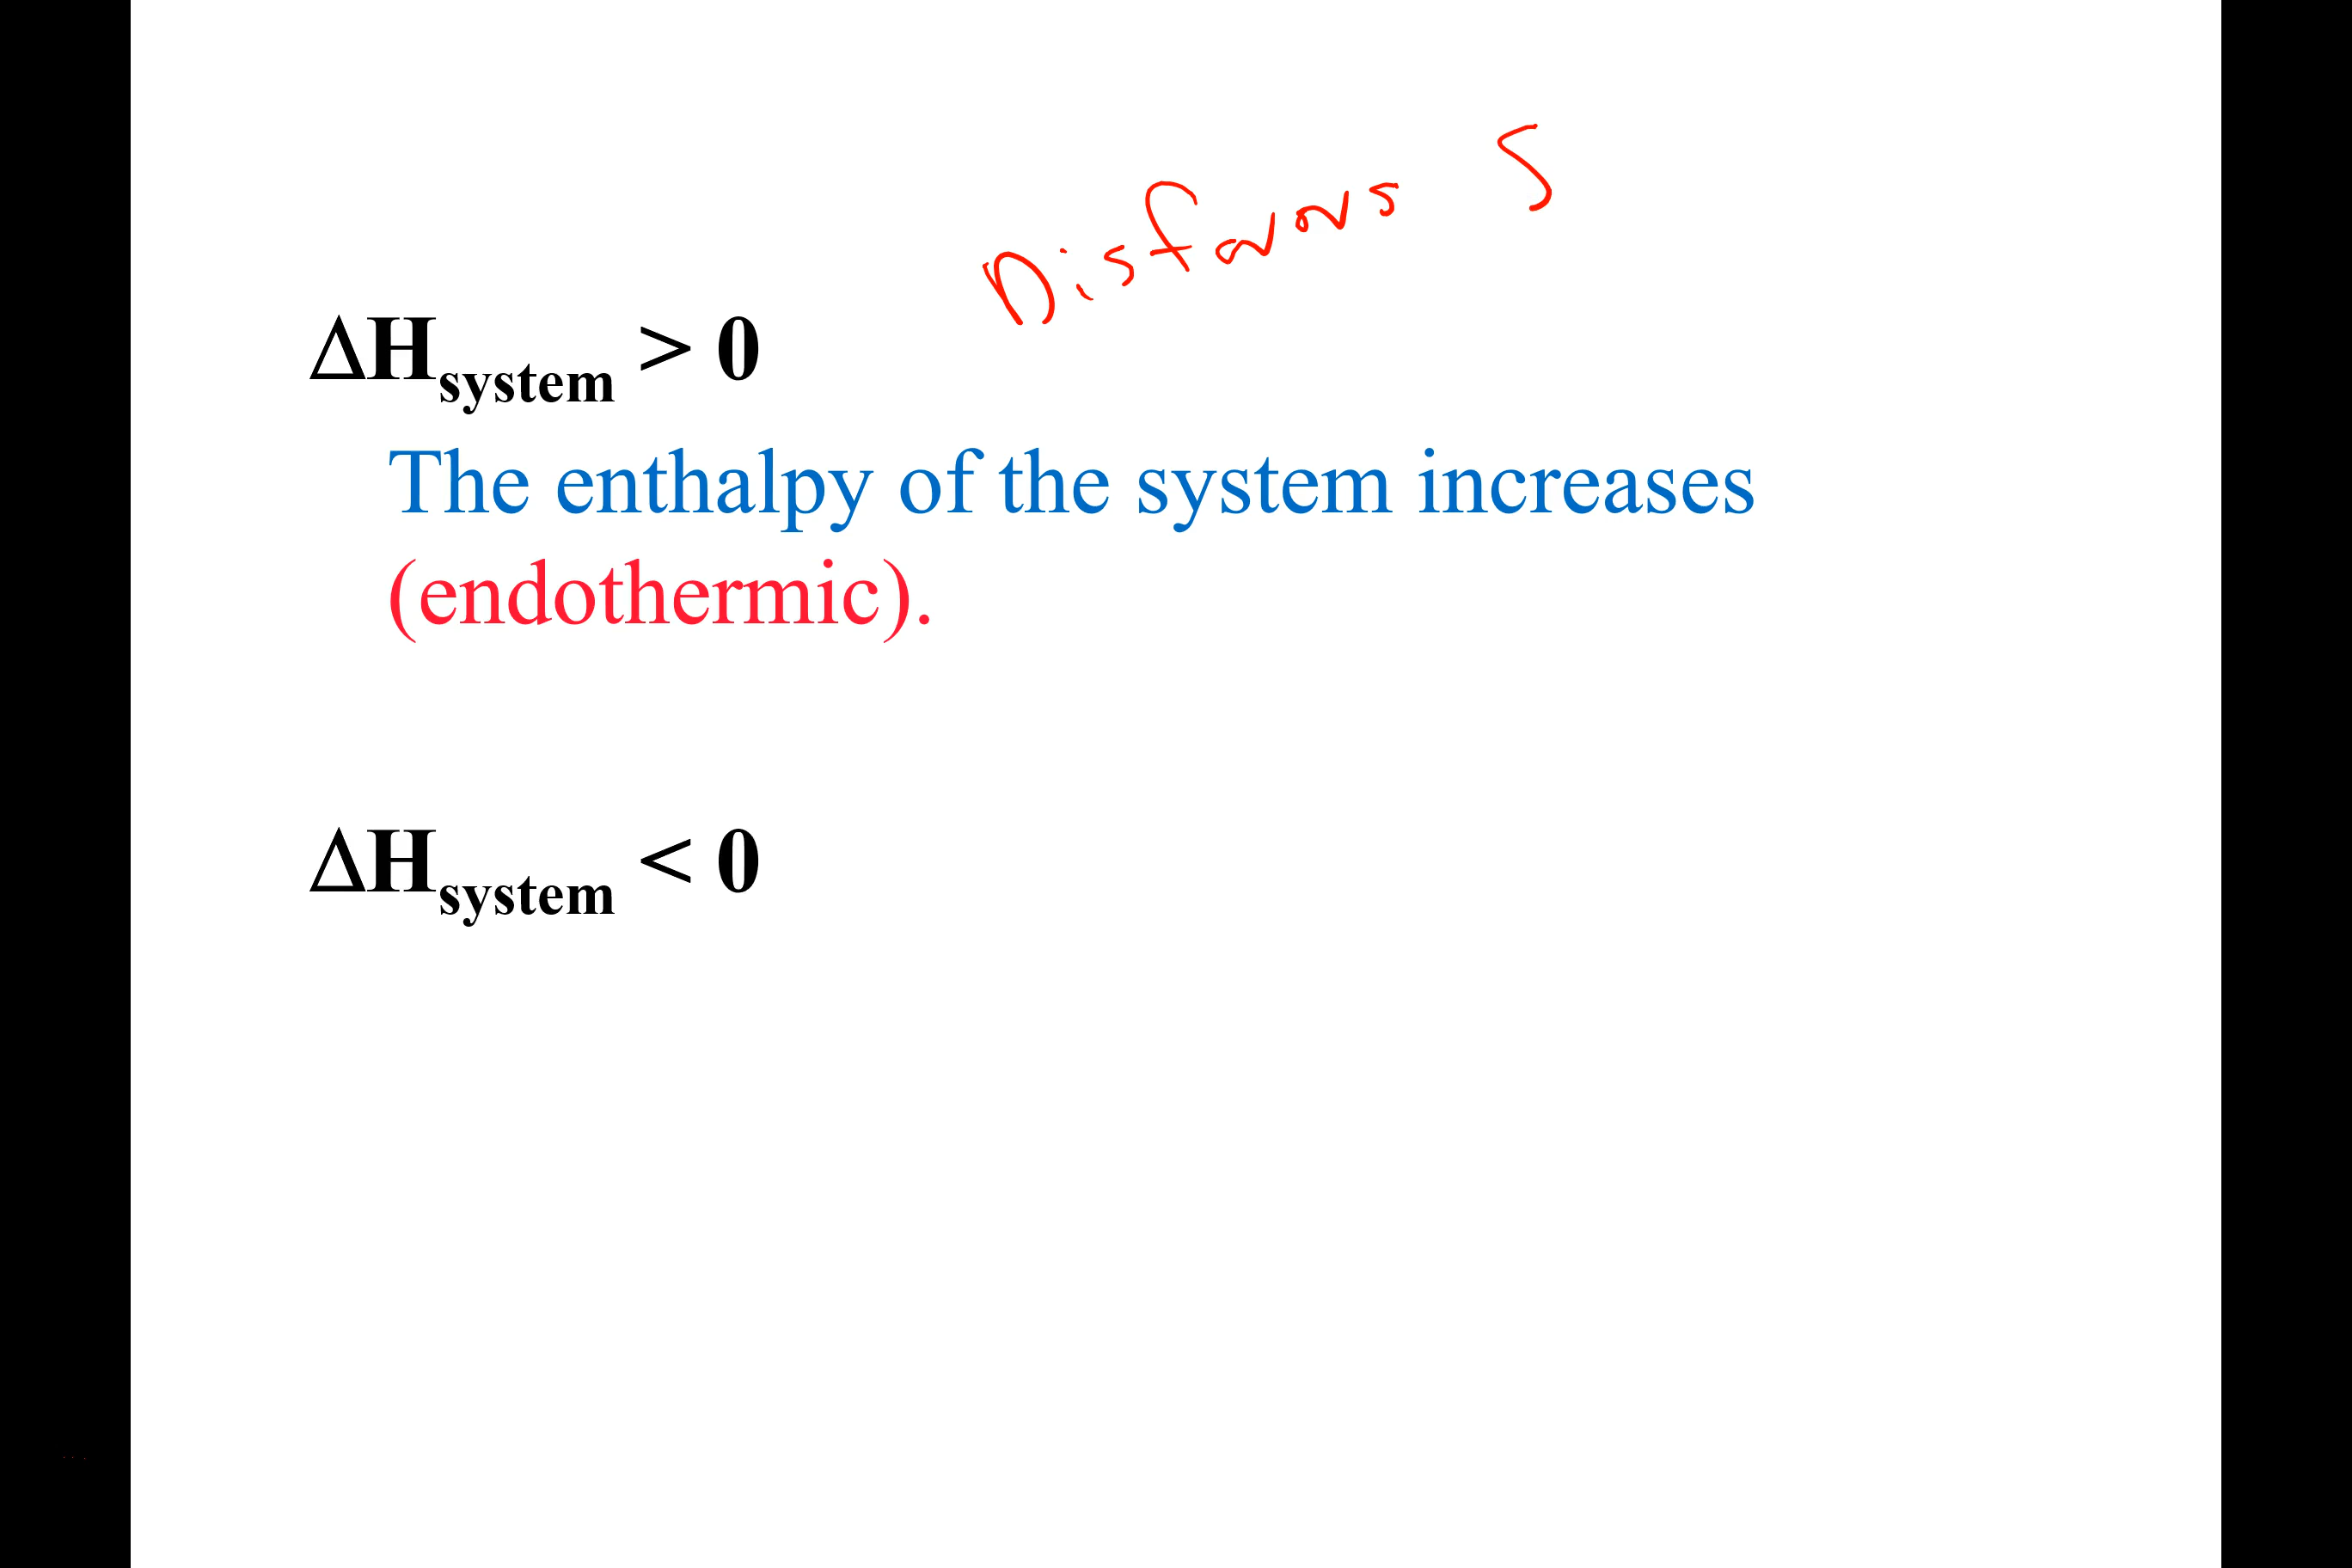 Disfavors S
ΔHsystem > 0
The enthalpy of the system increases
(endothermic).
ΔHsystem < 0